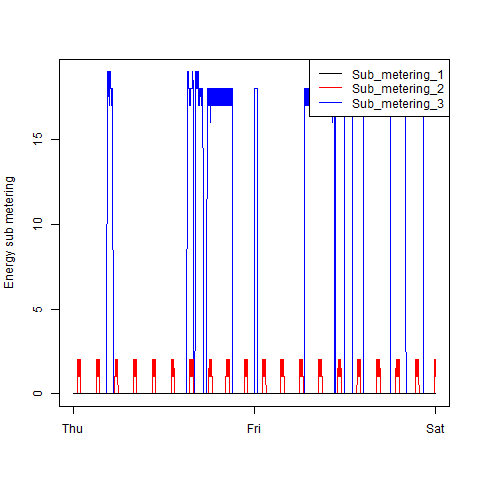 Sub_metering_1
Sub_metering_2
Sub_metering_3
Energy sub metering
15
10
5
0
Thu
Fri
Sat